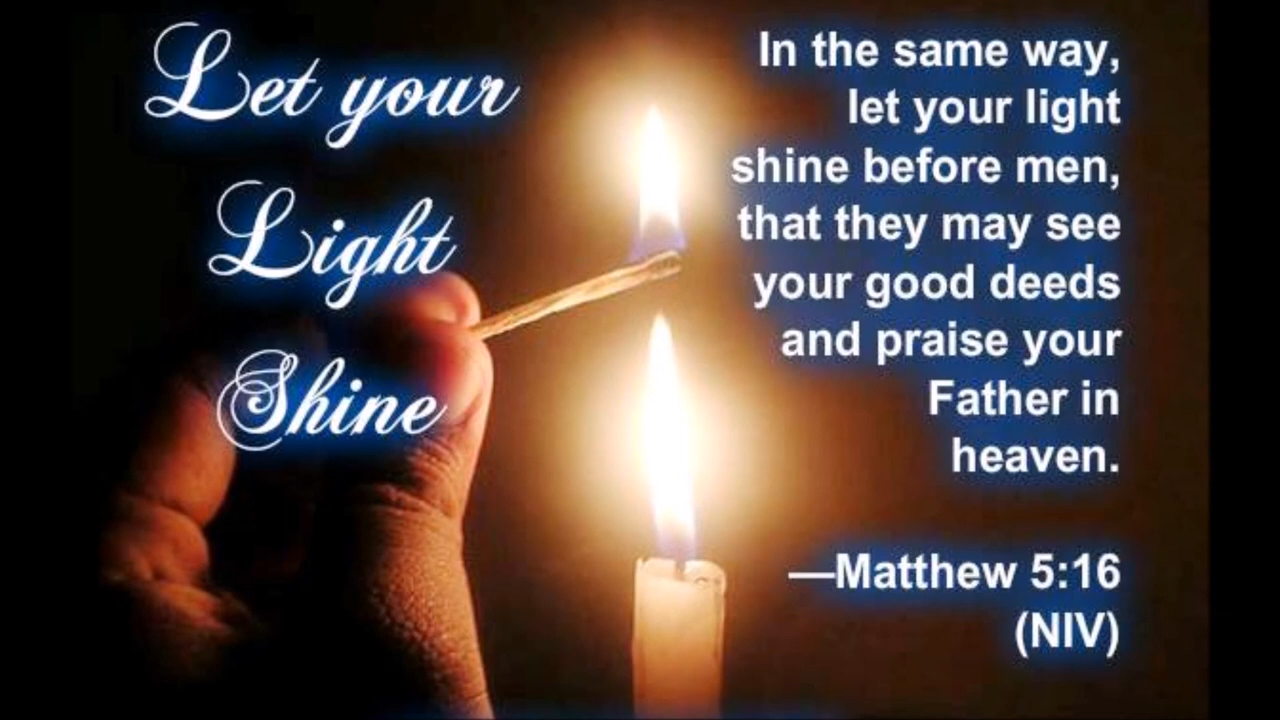 Let your
Light
Shine
In the same way,
let your light
shine before men,
that they may see
your good deeds
and praise your
Father in
heaven.
—Matthew 5:16
(NIV)